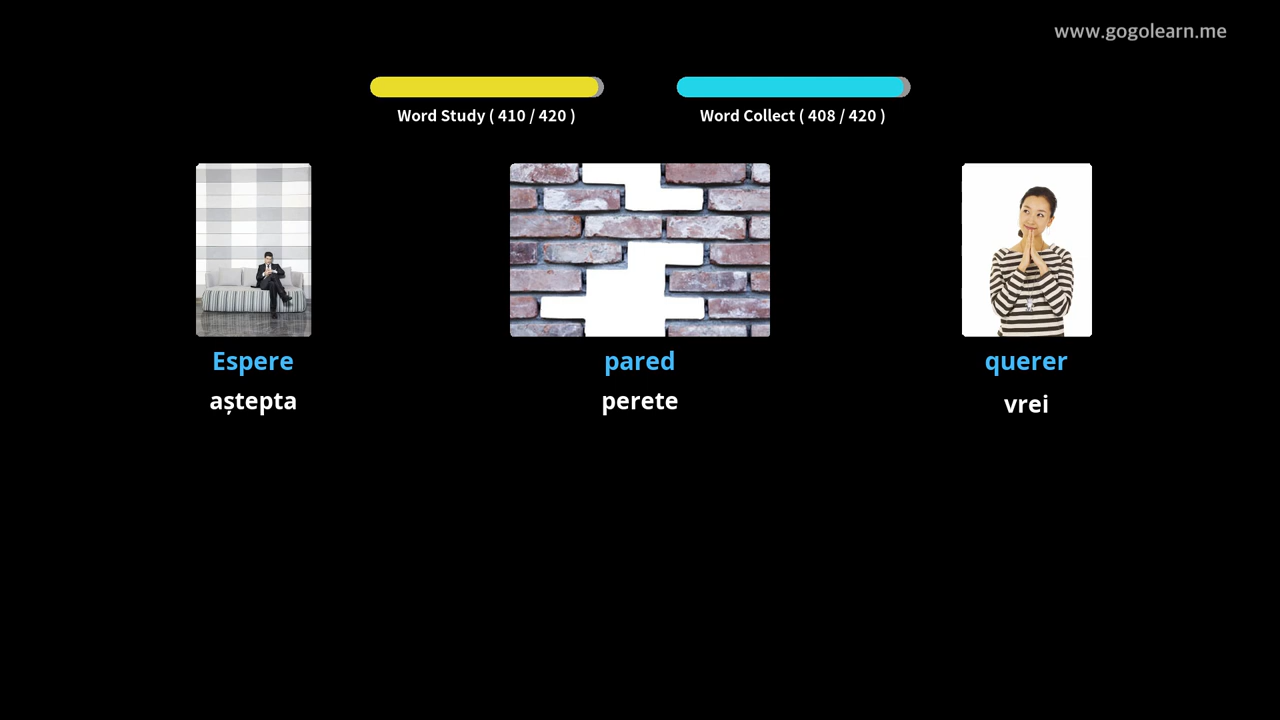 www.gogolearn.me
Word Study ( 410 / 420 )
Word Collect ( 408 / 420 )
Espere
pared
querer
aștepta
perete
vrei